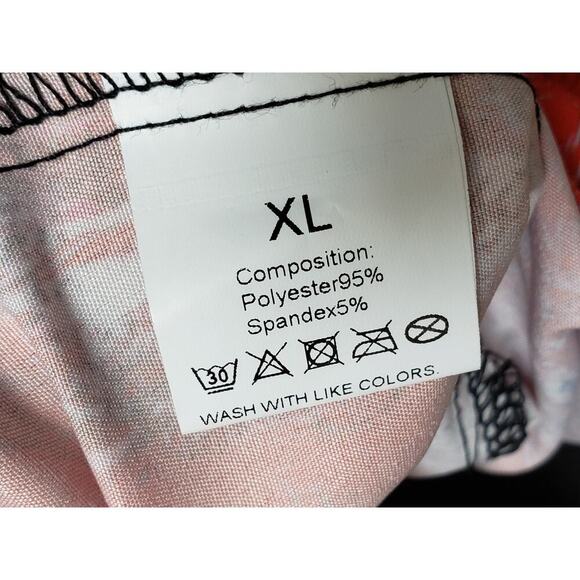 XL
Composition:
Polyester95%
Spandex5%
30
WASH WITH LIKE COLORS.